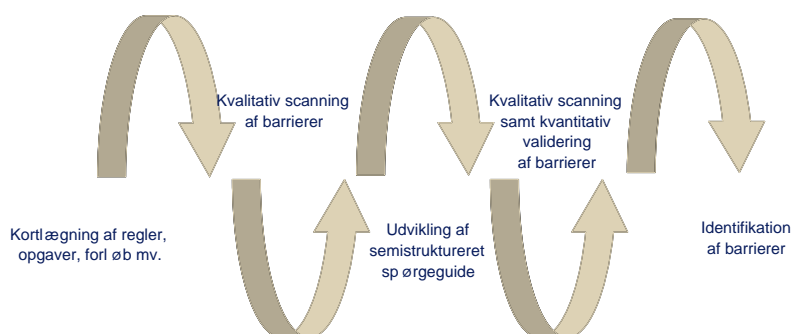 Kortlægning af regler,
opgaver, forl øb mv.
Kvalitativ scanning
af barrierer
Udvikling af
semistruktureret
sp ørgeguide
Kvalitativ scanning
samt kvantitativ
validering
af barrierer
Identifikation
af barrierer